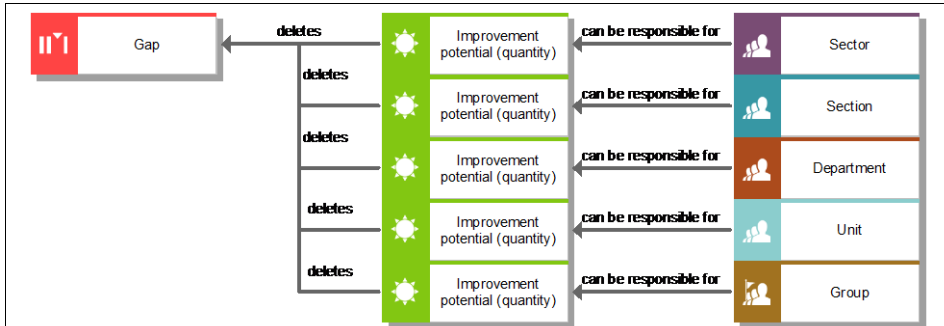 Gap
deletes
Improvement
potential (quantity)
can be responsible for
Sector
deletes
Improvement
potential (quantity)
can be responsible for
Section
deletes
Improvement
potential (quantity)
can be responsible for
Department
deletes
Improvement
potential (quantity)
can be responsible for
Unit
deletes
Improvement
potential (quantity)
can be responsible for
Group